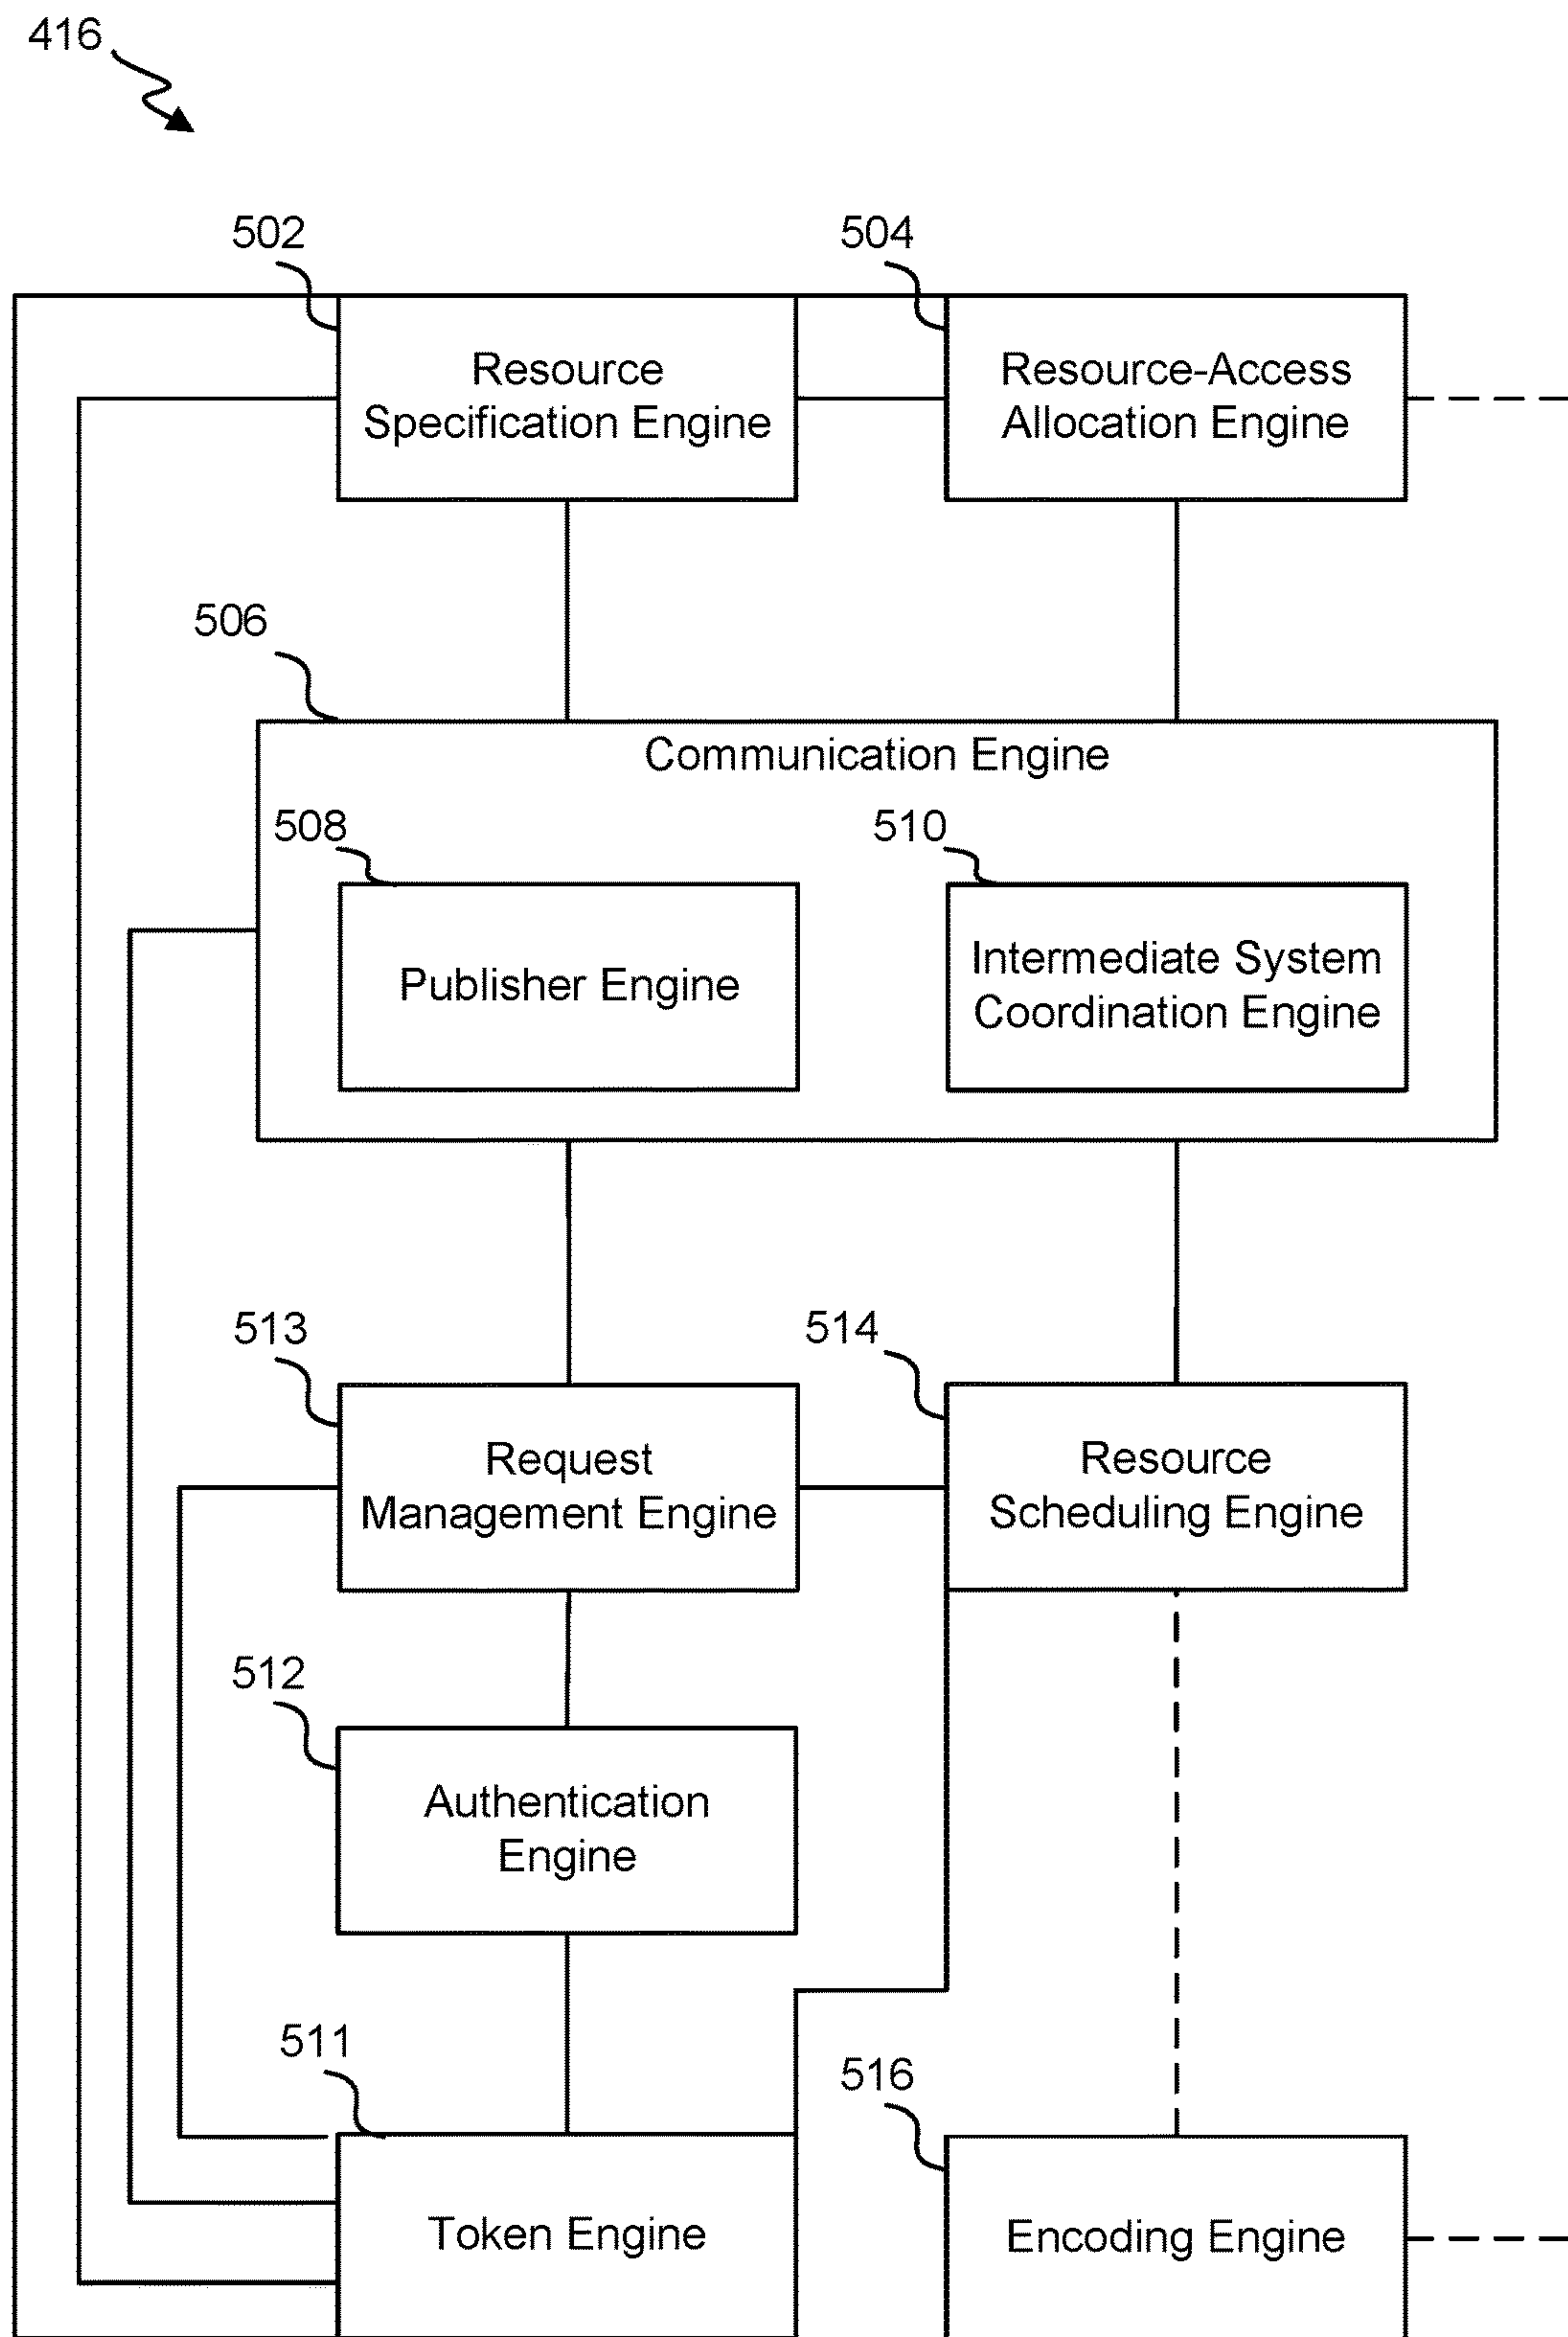 416
502
504
Resource
Specification Engine
Resource-Access
Allocation Engine
506
Communication Engine
508
510
Publisher Engine
Intermediate System
Coordination Engine
513
514
Request
Management Engine
Resource
Scheduling Engine
512
Authentication
Engine
511
516
Token Engine
Encoding Engine